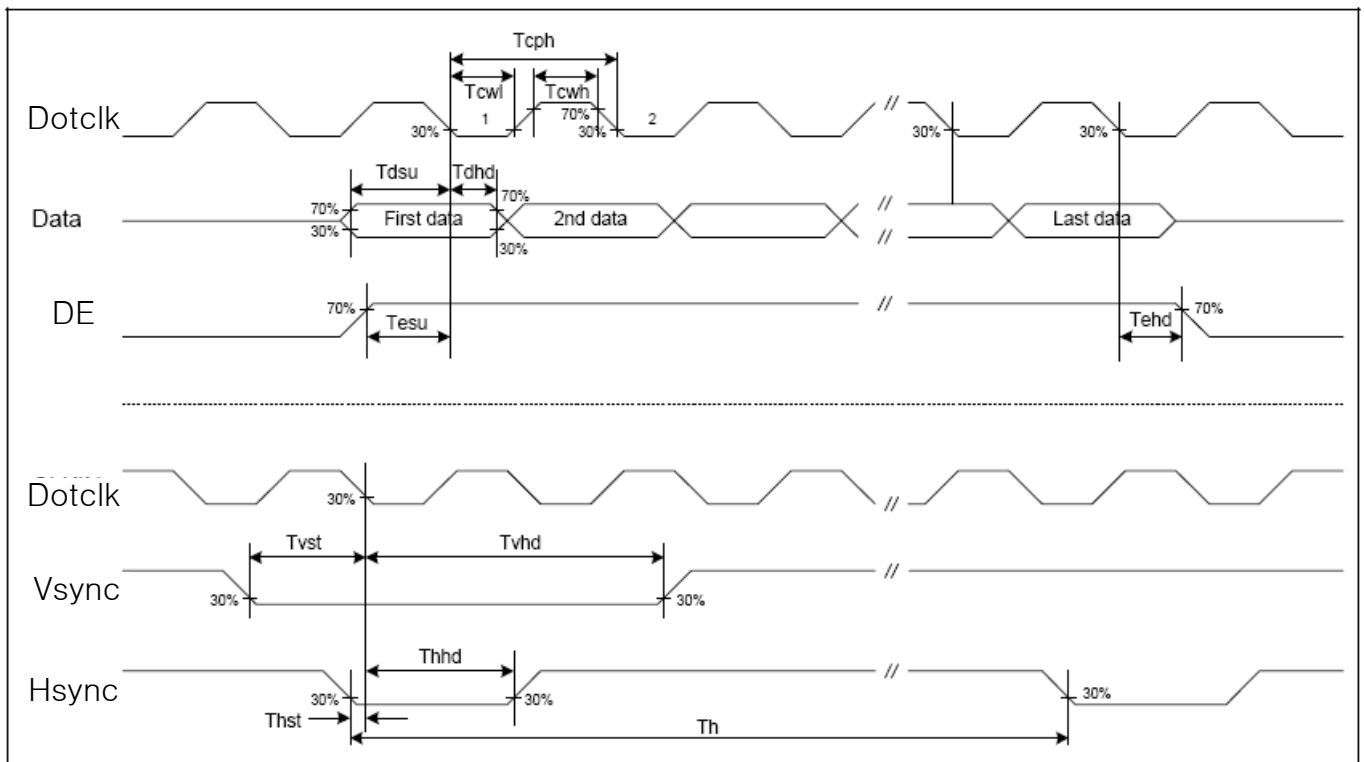 Tcph
Tcwl
Tcwh
Dotclk
30%
1
70%
30%
2
//
30%
30%
Tdsu
Tdhd
Data
70%
30%
First data
70%
30%
2nd data
//
//
Last data
DE
70%
Tesu
//
Tehd
70%
Dotclk
30%
//
Tvst
Tvhd
Vsync
30%
30%
//
Thhd
Hsync
30%
30%
//
30%
Thst
Th